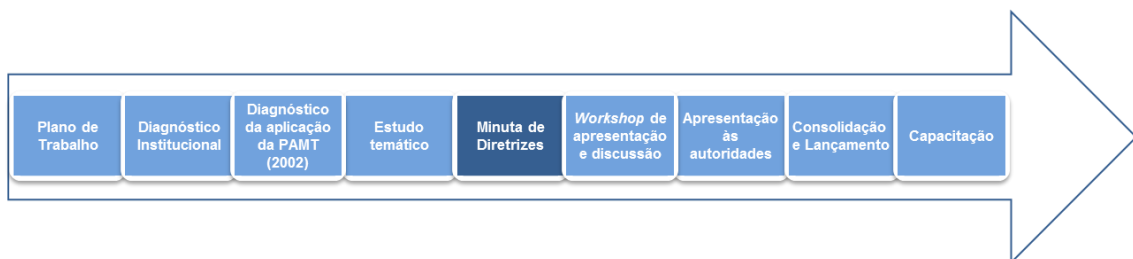 Plano de
Trabalho
Diagnóstico
Institucional
Diagnóstico
da aplicação
da PAMT
(2002)
Estudo
temático
Minuta de
Diretrizes
Workshop de
apresentação
e discussão
Apresentação
às
autoridades
Consolidação
e Lançamento
Capacitação